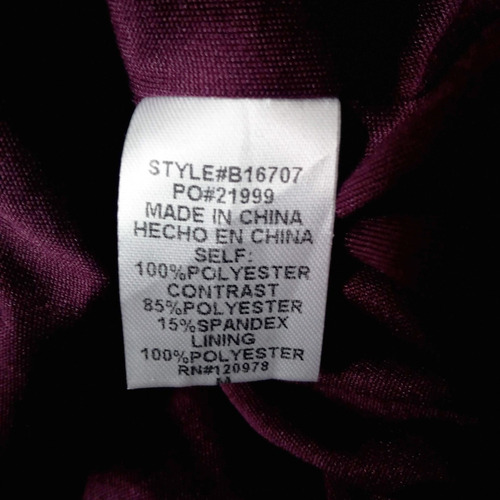 STYLE#B16707
PO#21999
MADE IN CHINA
HECHO EN CHINA
SELF:
100%POLYESTER
CONTRAST
85%POLYESTER
15%SPANDEX
LINING
100%POLYESTER
RN#120978
M